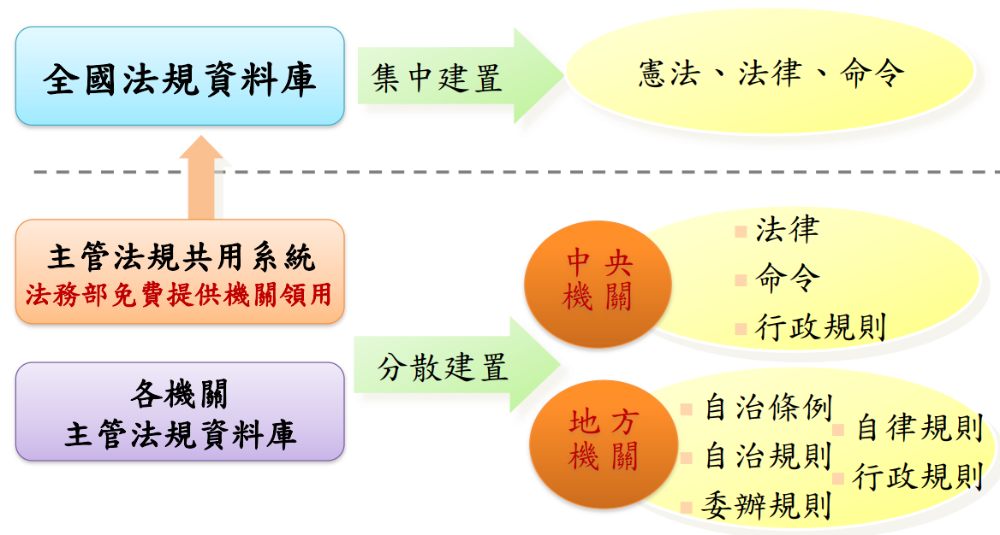 全國法規資料庫
集中建置
憲法、法律、命令
主管法規共用系統
法務部免費提供機關領用
各機關
主管法規資料庫
分散建置
中央
機關
法律
命令
行政規則
地方
機關
自治條例
自治規則
委辦規則
自律規則
行政規則